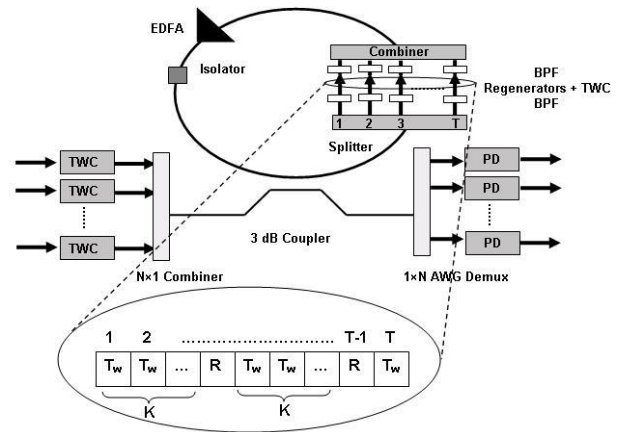 EDFA
Isolator
Combiner
BPF
Regenerators + TWC
BPF
1 2 3 T
Splitter
TWC
TWC
TWC
PD
PD
PD
3 dB Coupler
N×1 Combiner
1×N AWG Demux
1 2 ............................ T-1 T
Tw Tw ... R Tw Tw ... R Tw
K K